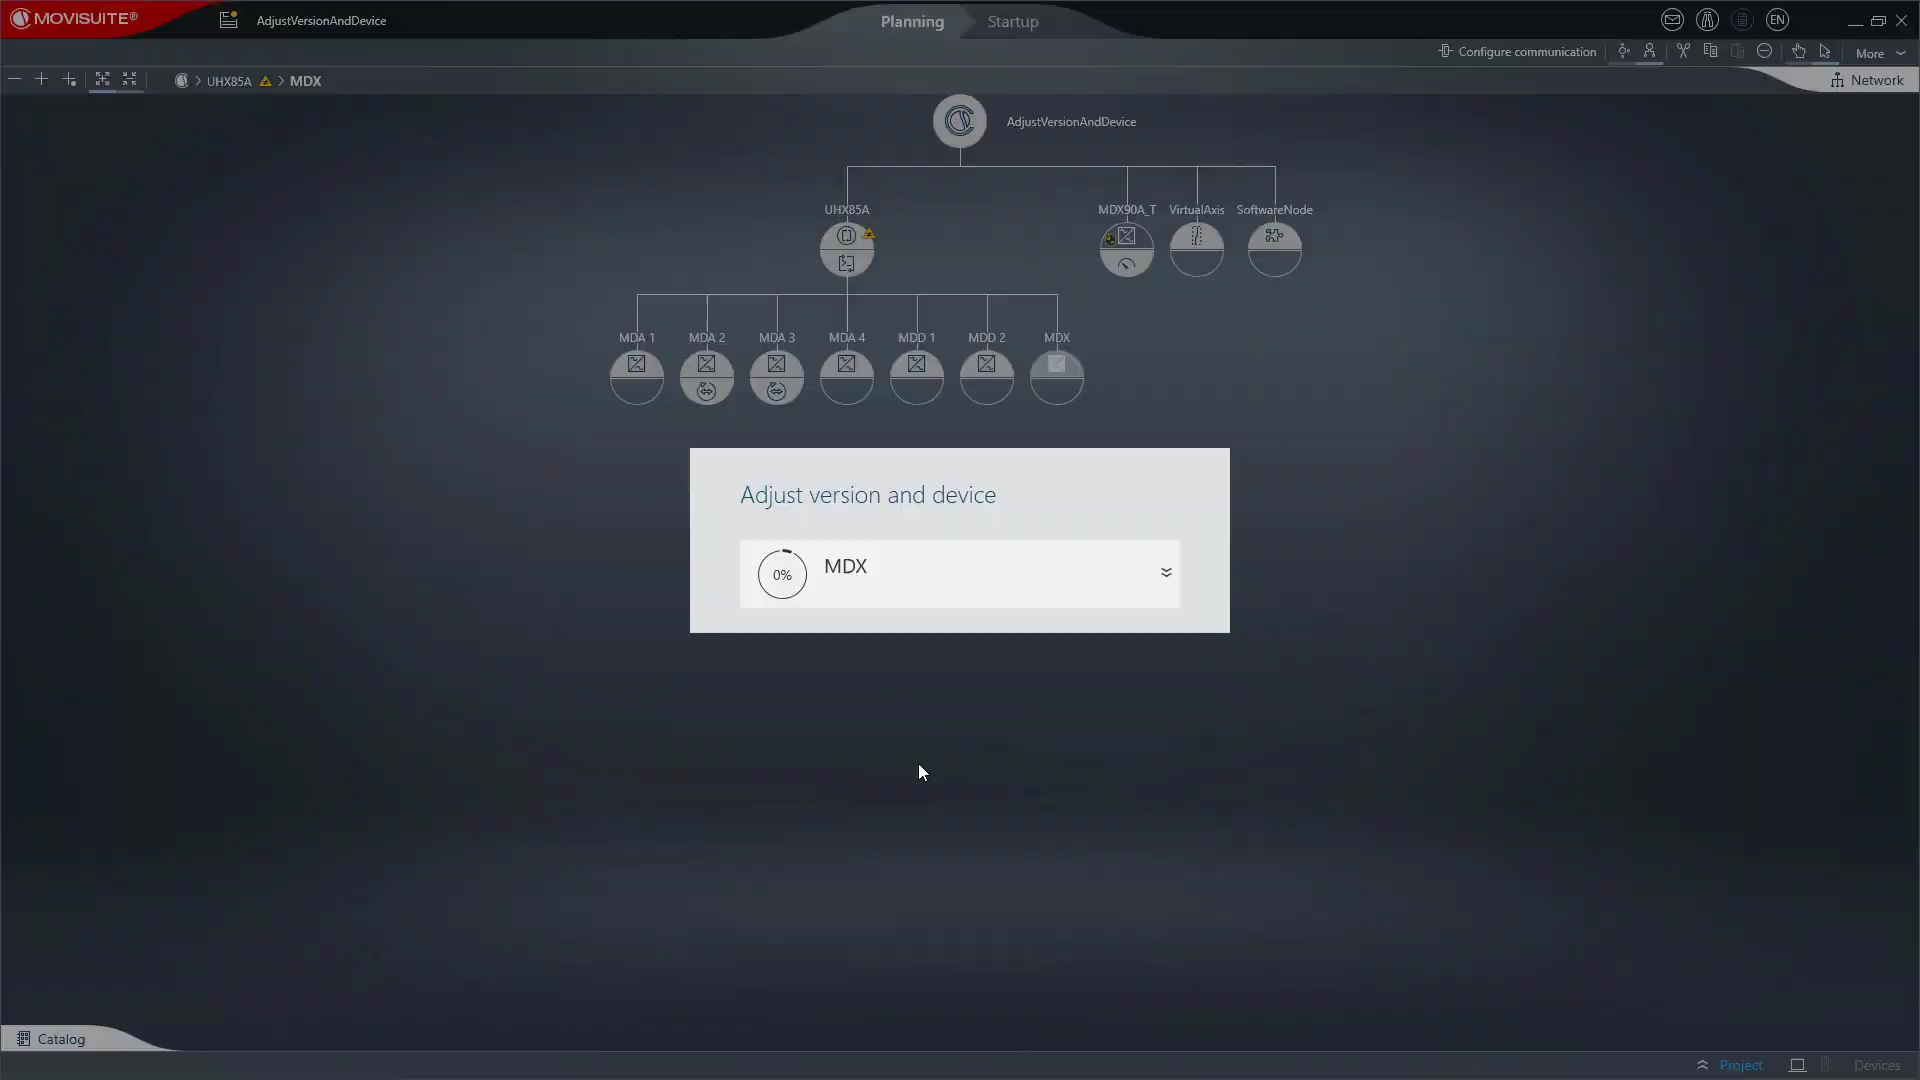 MOVISUITE®
AdjustVersionAndDevice
Planning
Startup
EN
Configure communication
More
UHX85A
MDX
Network
AdjustVersionAndDevice
UHX85A
MDX90A_T
VirtualAxis
SoftwareNode
MDA 1
MDA 2
MDA 3
MDA 4
MDD 1
MDD 2
MDX
Adjust version and device
0%
MDX
Catalog
Project
Devices